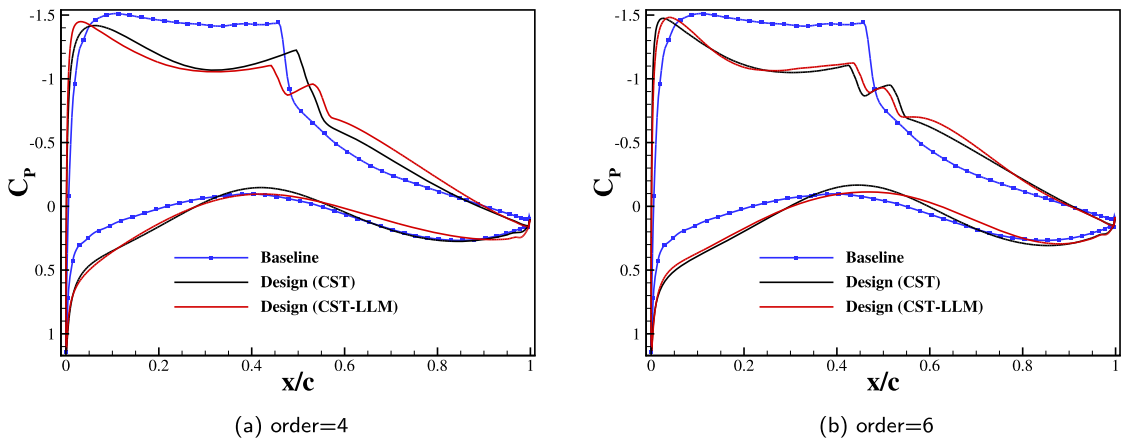 -1.5
-1
-0.5
0
0.5
1
C_P
0
0.2
0.4
0.6
0.8
1
x/c
Baseline
Design (CST)
Design (CST-LLM)
(a) order=4
-1.5
-1
-0.5
0
0.5
1
C_P
0
0.2
0.4
0.6
0.8
1
x/c
Baseline
Design (CST)
Design (CST-LLM)
(b) order=6